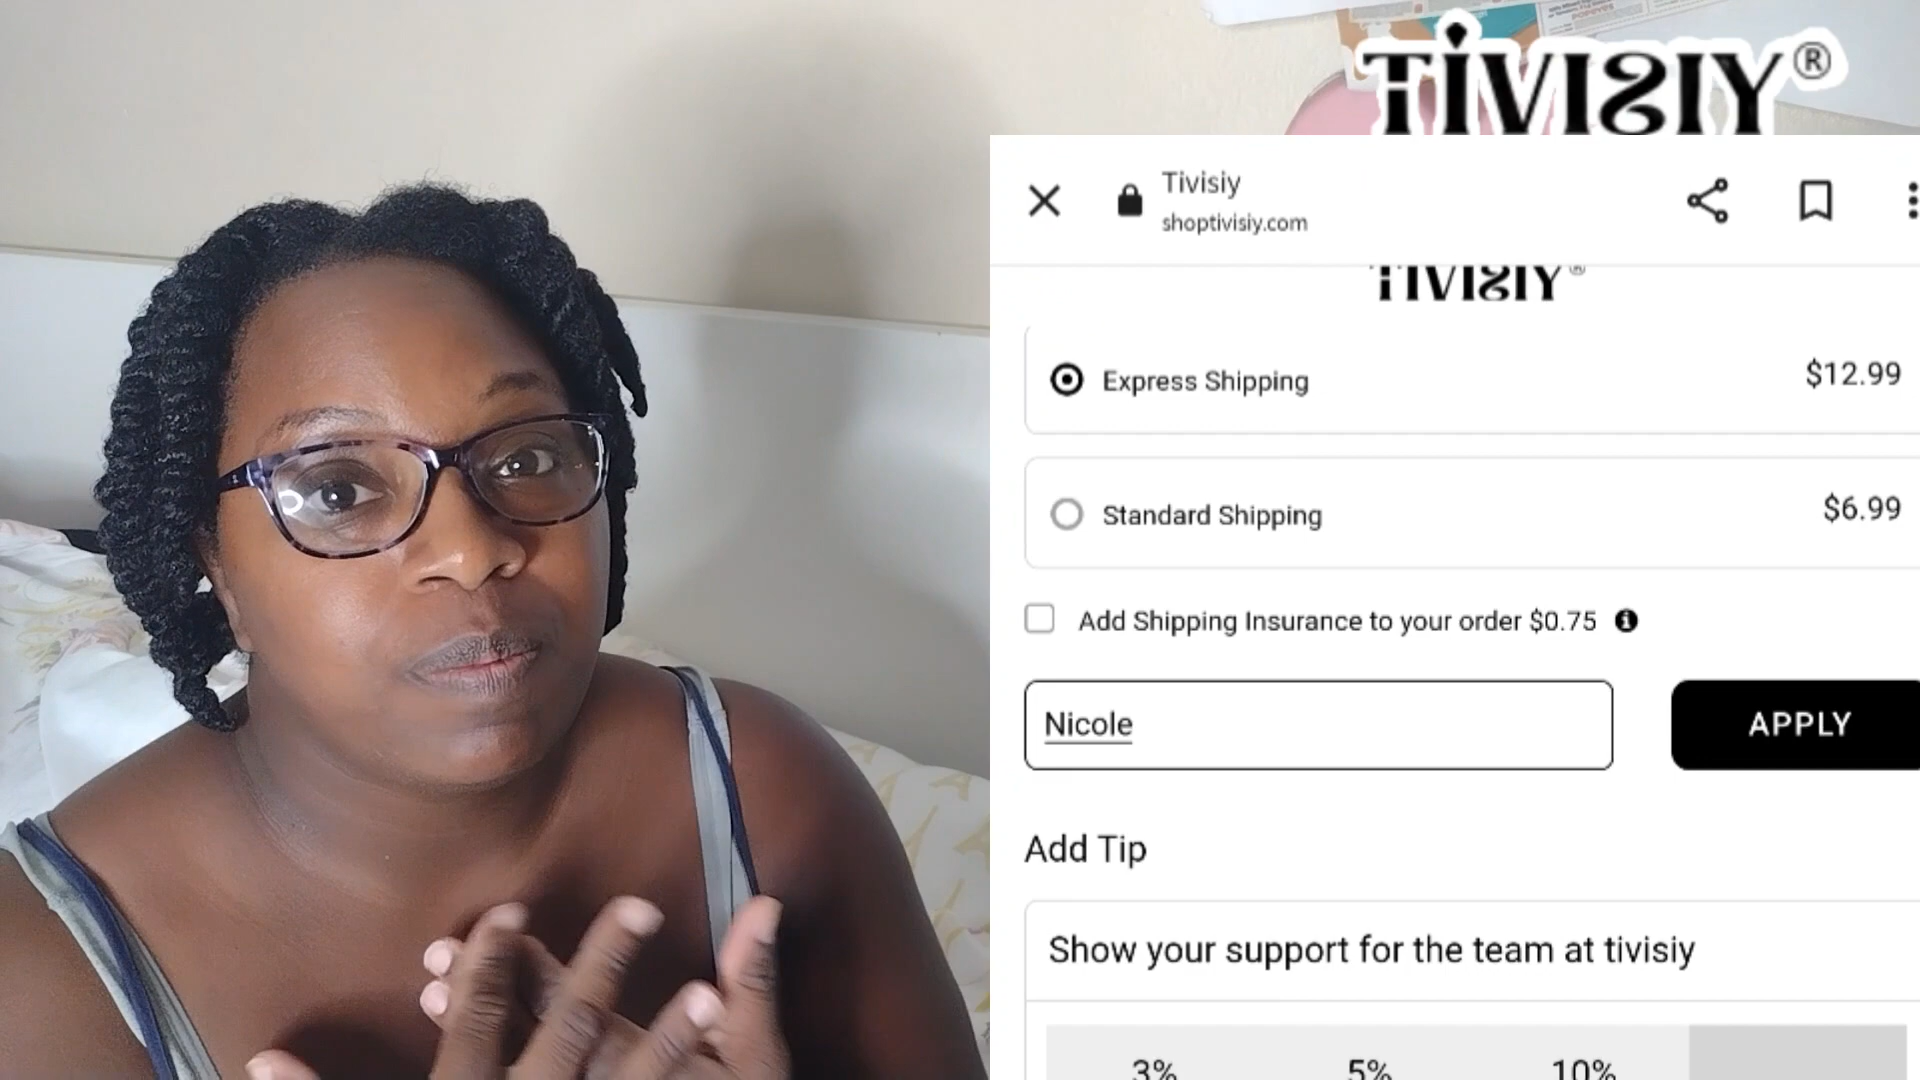 TIVISIY®
Tivisiy
shoptivisiy.com
TIVISIY®
Express Shipping $12.99
Standard Shipping $6.99
Add Shipping Insurance to your order $0.75
Nicole APPLY
Add Tip
Show your support for the team at tivisiy
3% 5% 10%